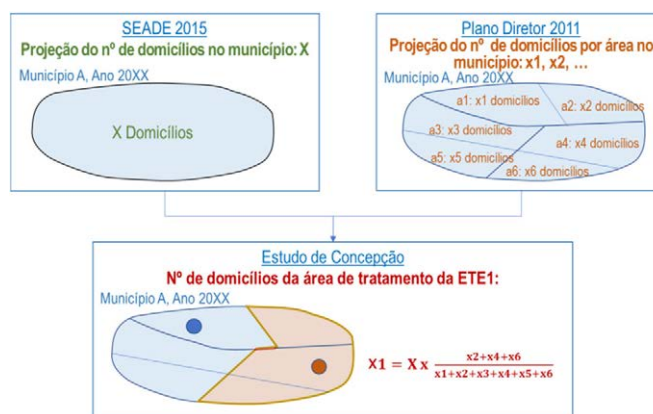 SEADE 2015
Projeção do nº de domicílios no município: X
Município A, Ano 20XX
X Domicílios
Plano Diretor 2011
Projeção do nº de domicílios por área no
município: x1, x2, ...
Município A, Ano 20XX
a1: x1 domicílios
a2: x2 domicílios
a3: x3 domicílios
a4: x4 domicílios
a5: x5 domicílios
a6: x6 domicílios
Estudo de Concepção
Nº de domicílios da área de tratamento da ETE1:
Município A, Ano 20XX
X1 = X x x2+x4+x6 / x1+x2+x3+x4+x5+x6